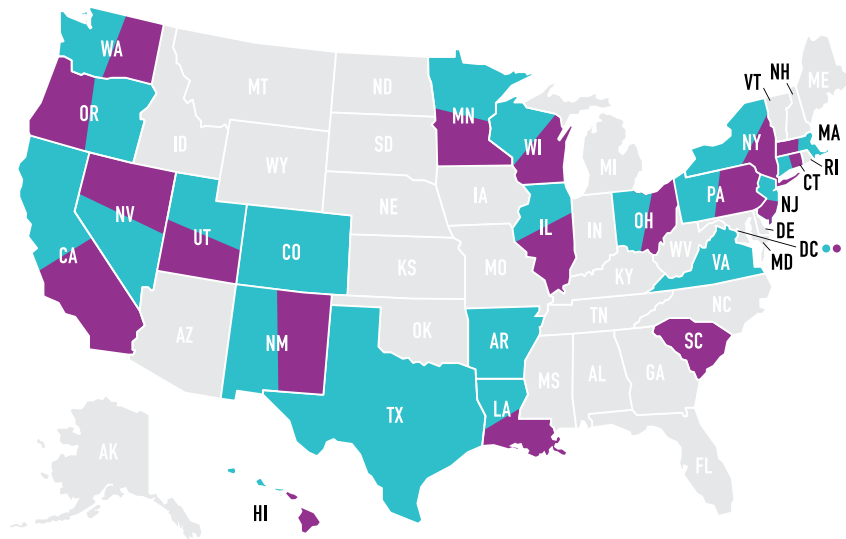 WA
MT
ND
MN
VT
NH
ME
OR
ID
SD
WI
MI
NY
MA
RI
CT
WY
IA
PA
NJ
NV
NE
IL
IN
OH
DE
UT
CO
DC
CA
KS
MO
WV
VA
MD
KY
NC
AZ
NM
OK
AR
TN
SC
TX
LA
MS
AL
GA
AK
FL
HI